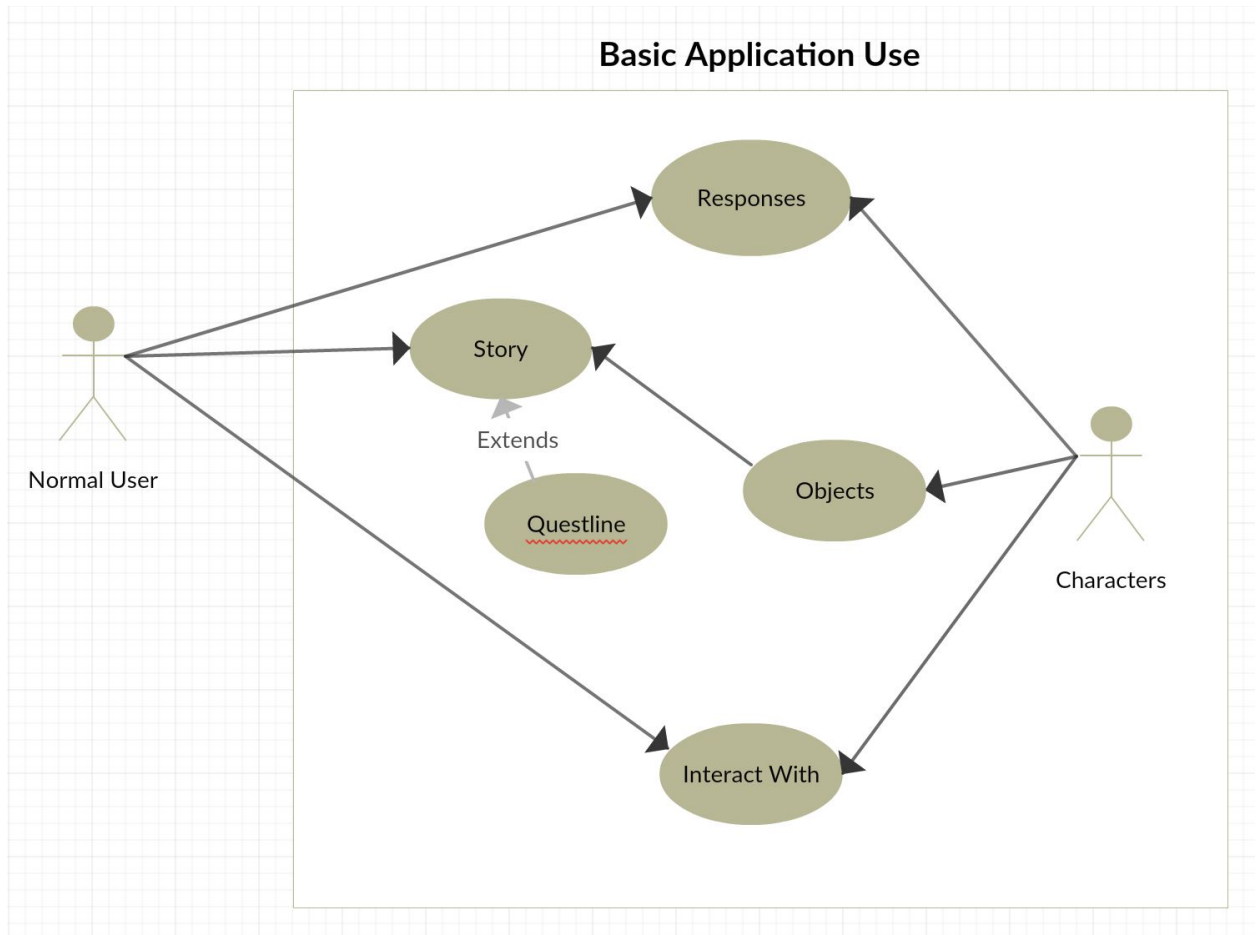 Basic Application Use
Responses
Story
Extends
Normal User
Objects
Questline
Characters
Interact With